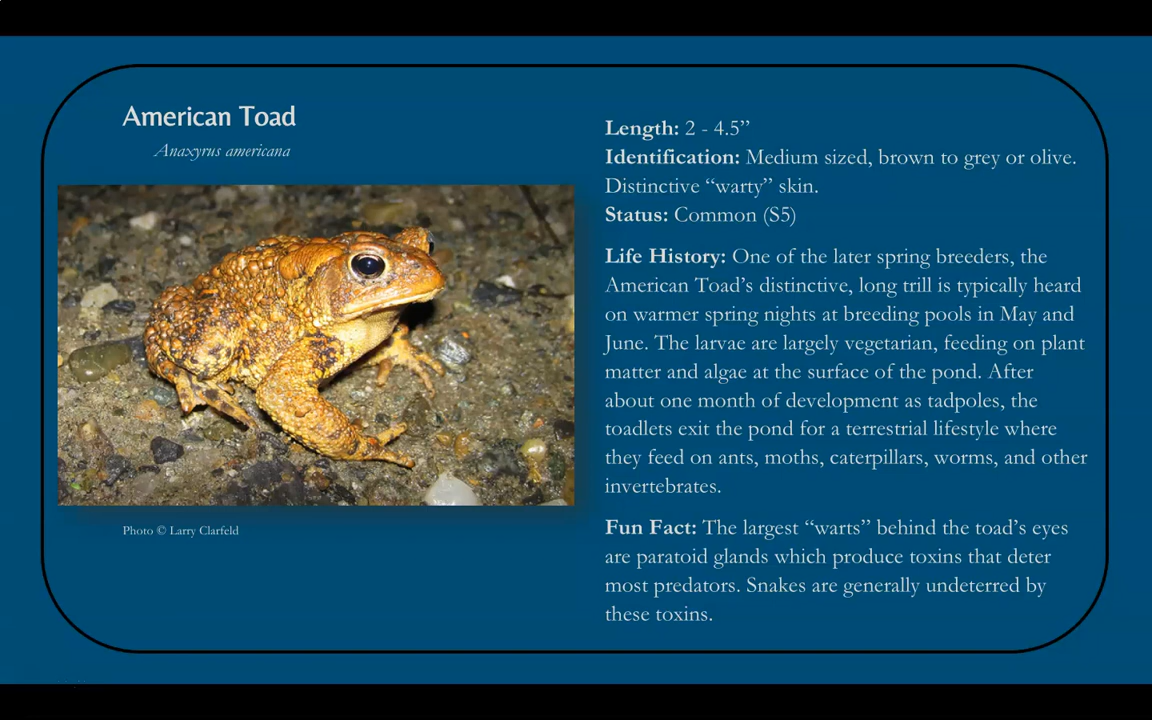 American Toad
Anaxyrus americana
Photo © Larry Clarfeld
Length: 2 - 4.5”
Identification: Medium sized, brown to grey or olive.
Distinctive “warty” skin.
Status: Common (S5)
Life History: One of the later spring breeders, the
American Toad’s distinctive, long trill is typically heard
on warmer spring nights at breeding pools in May and
June. The larvae are largely vegetarian, feeding on plant
matter and algae at the surface of the pond. After
about one month of development as tadpoles, the
toadlets exit the pond for a terrestrial lifestyle where
they feed on ants, moths, caterpillars, worms, and other
invertebrates.
Fun Fact: The largest “warts” behind the toad’s eyes
are paratoid glands which produce toxins that deter
most predators. Snakes are generally undeterred by
these toxins.